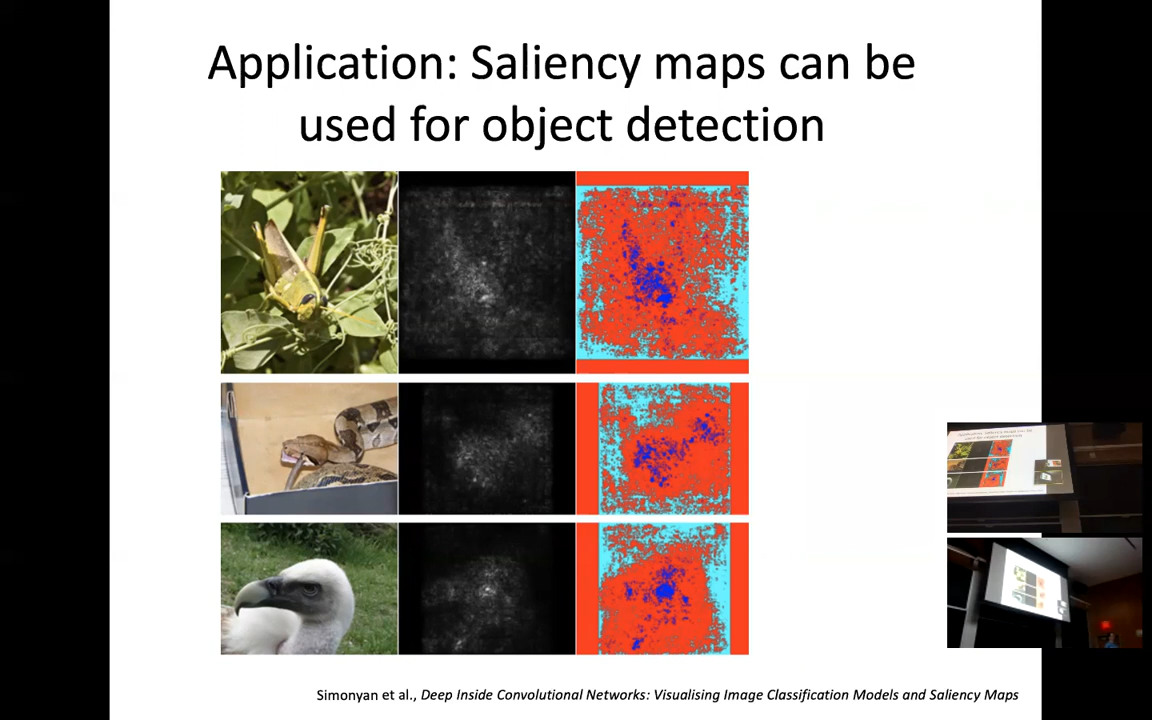 Application: Saliency maps can be
used for object detection
Simonyan et al., Deep Inside Convolutional Networks: Visualising Image Classification Models and Saliency Maps